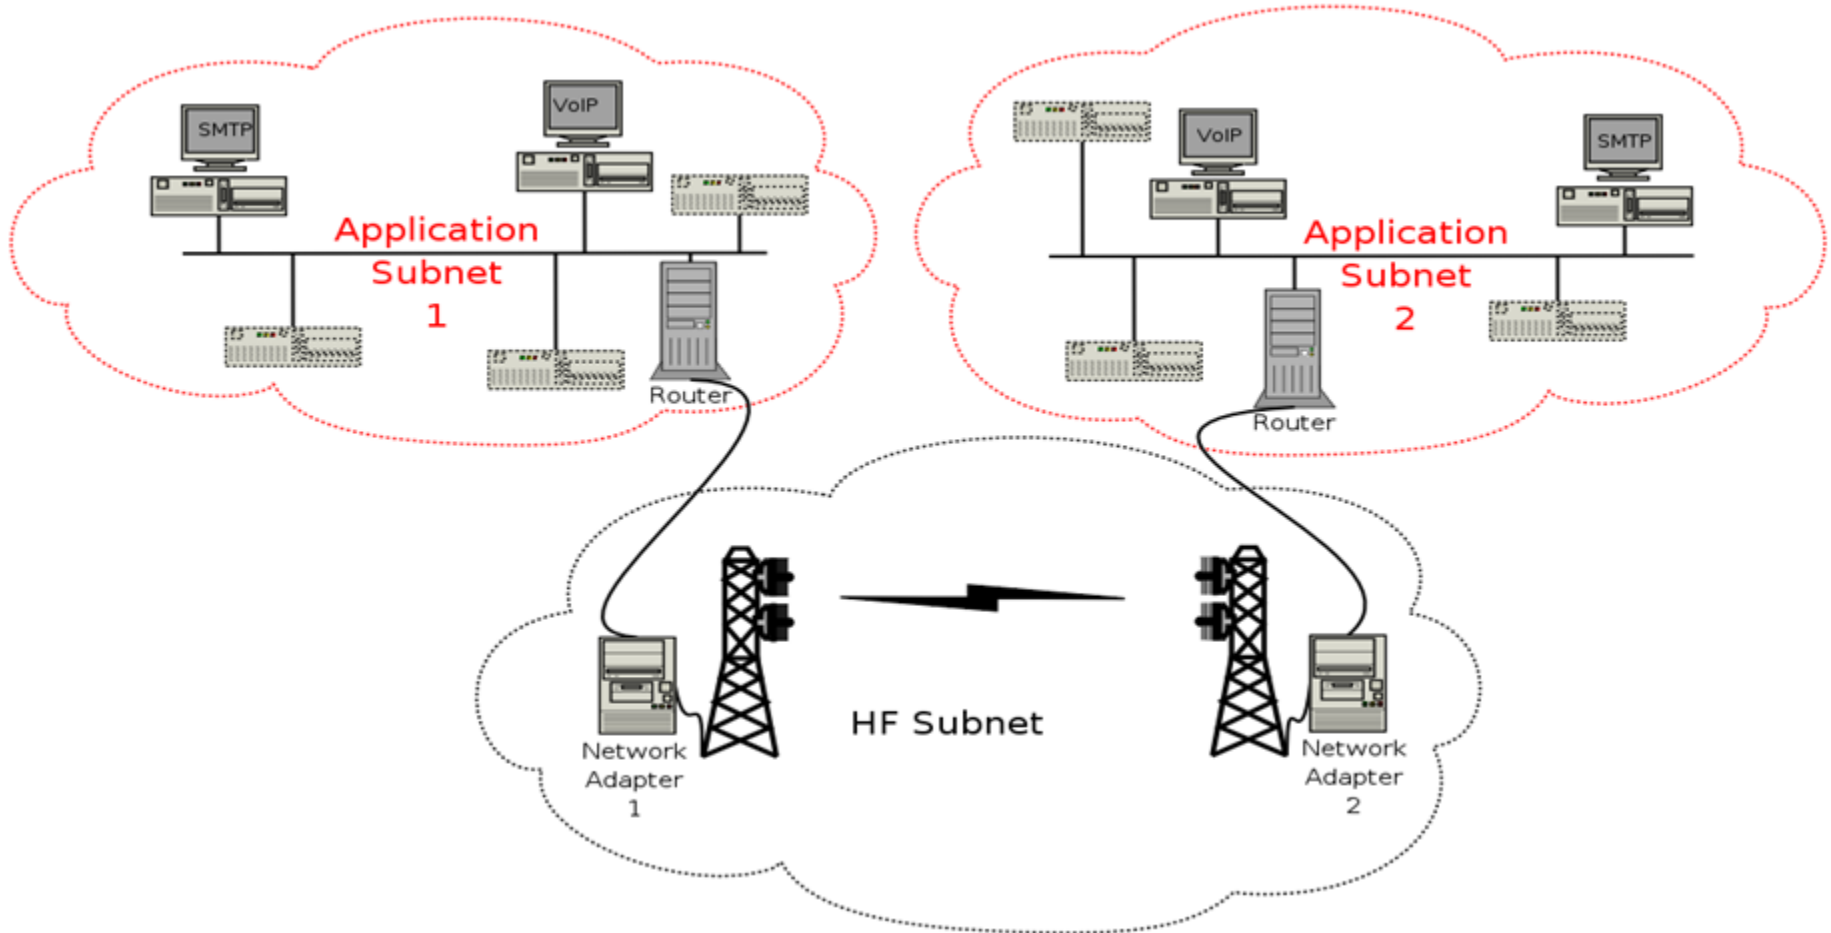 SMTP
VoIP
Application
Subnet
1
Router
VoIP
SMTP
Application
Subnet
2
Router
HF Subnet
Network
Adapter
1
Network
Adapter
2